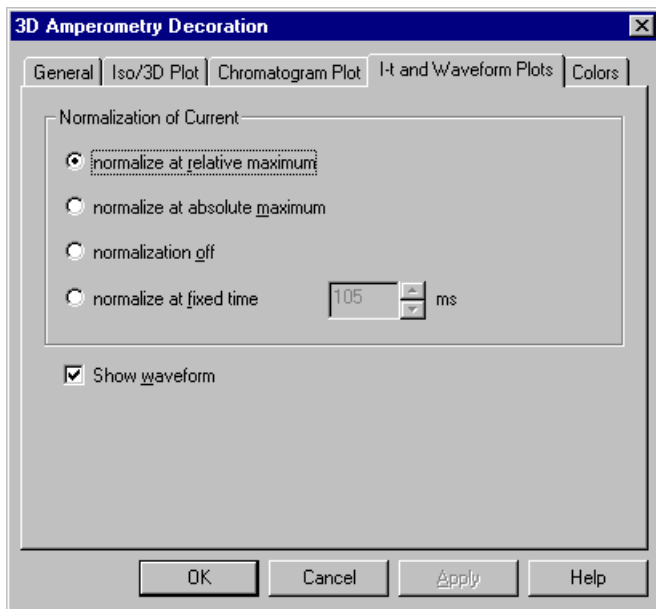 3D Amperometry Decoration
General Iso/3D Plot Chromatogram Plot I-t and Waveform Plots Colors
Normalization of Current
normalize at relative maximum
normalize at absolute maximum
normalization off
normalize at fixed time 105 ms
Show waveform
OK Cancel Apply Help